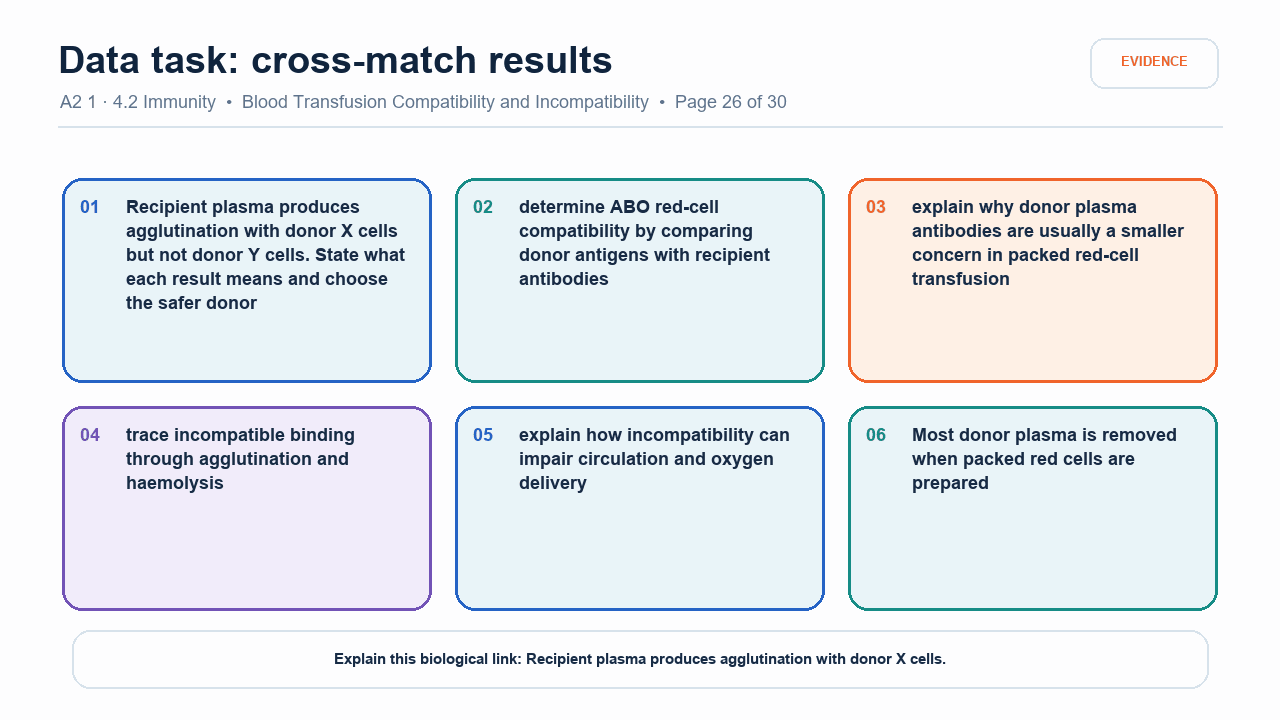 Data task: cross-match results
EVIDENCE
A2 1 · 4.2 Immunity • Blood Transfusion Compatibility and Incompatibility • Page 26 of 30
01
Recipient plasma produces
agglutination with donor X cells
but not donor Y cells. State what
each result means and choose
the safer donor
02
determine ABO red-cell
compatibility by comparing
donor antigens with recipient
antibodies
03
explain why donor plasma
antibodies are usually a smaller
concern in packed red-cell
transfusion
04
trace incompatible binding
through agglutination and
haemolysis
05
explain how incompatibility can
impair circulation and oxygen
delivery
06
Most donor plasma is removed
when packed red cells are
prepared
Explain this biological link: Recipient plasma produces agglutination with donor X cells.